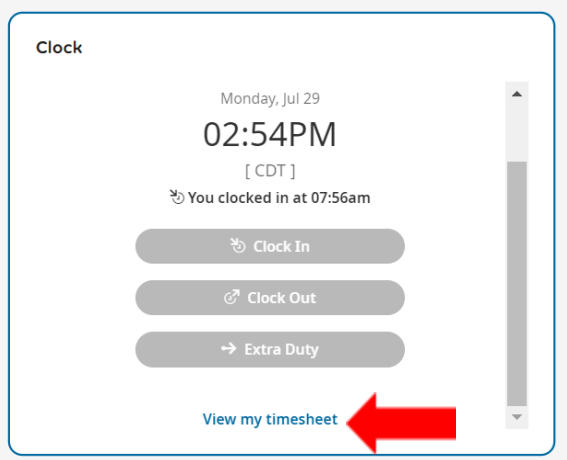 Clock
Monday, Jul 29
02:54PM
[ CDT ]
You clocked in at 07:56am
Clock In
Clock Out
Extra Duty
View my timesheet